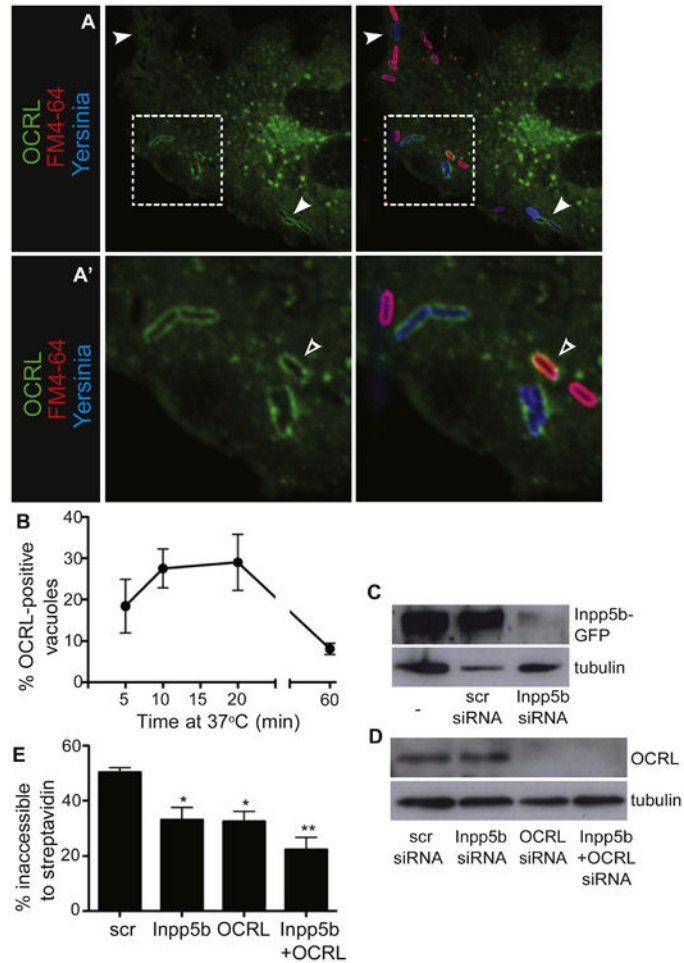 A
OCRL
FM4-64
Yersinia
A'
OCRL
FM4-64
Yersinia
B
% OCRL-positive
vacuoles
40
30
20
10
0
5 10 15 20 60
Time at 37°C (min)
C
Inpp5b-
GFP
tubulin
- scr siRNA Inpp5b siRNA
D
OCRL
tubulin
scr siRNA Inpp5b siRNA OCRL siRNA Inpp5b +OCRL siRNA
E
% inaccessible
to streptavidin
60
40
20
0
* * **
scr Inpp5b OCRL Inpp5b +OCRL